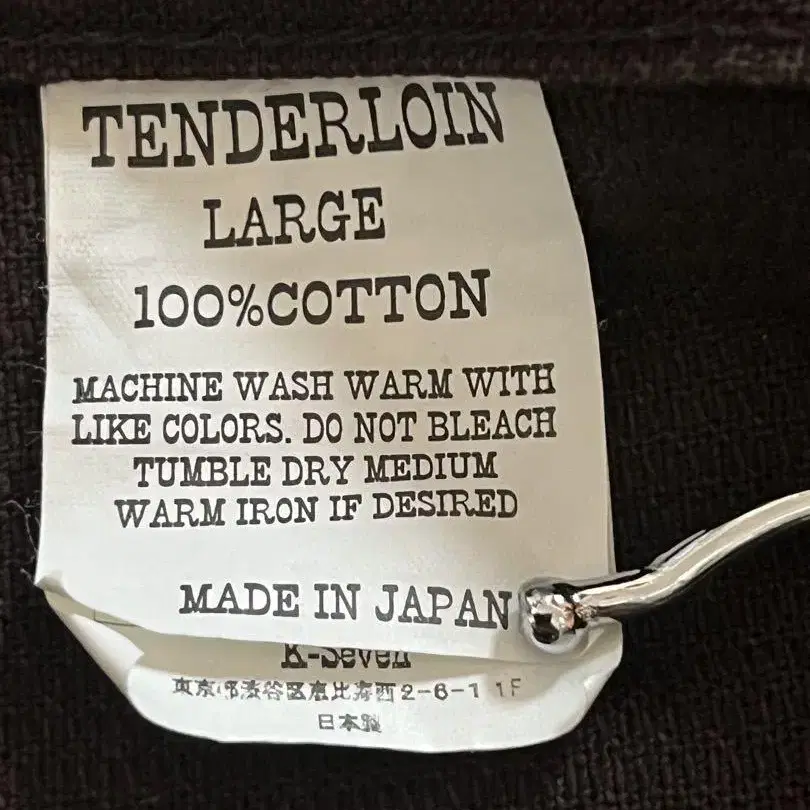 TENDERLOIN
LARGE
100%COTTON
MACHINE WASH WARM WITH
LIKE COLORS. DO NOT BLEACH
TUMBLE DRY MEDIUM
WARM IRON IF DESIRED
MADE IN JAPAN
K-Seven
東京都渋谷区恵比寿西2-6-1 1F
日本製